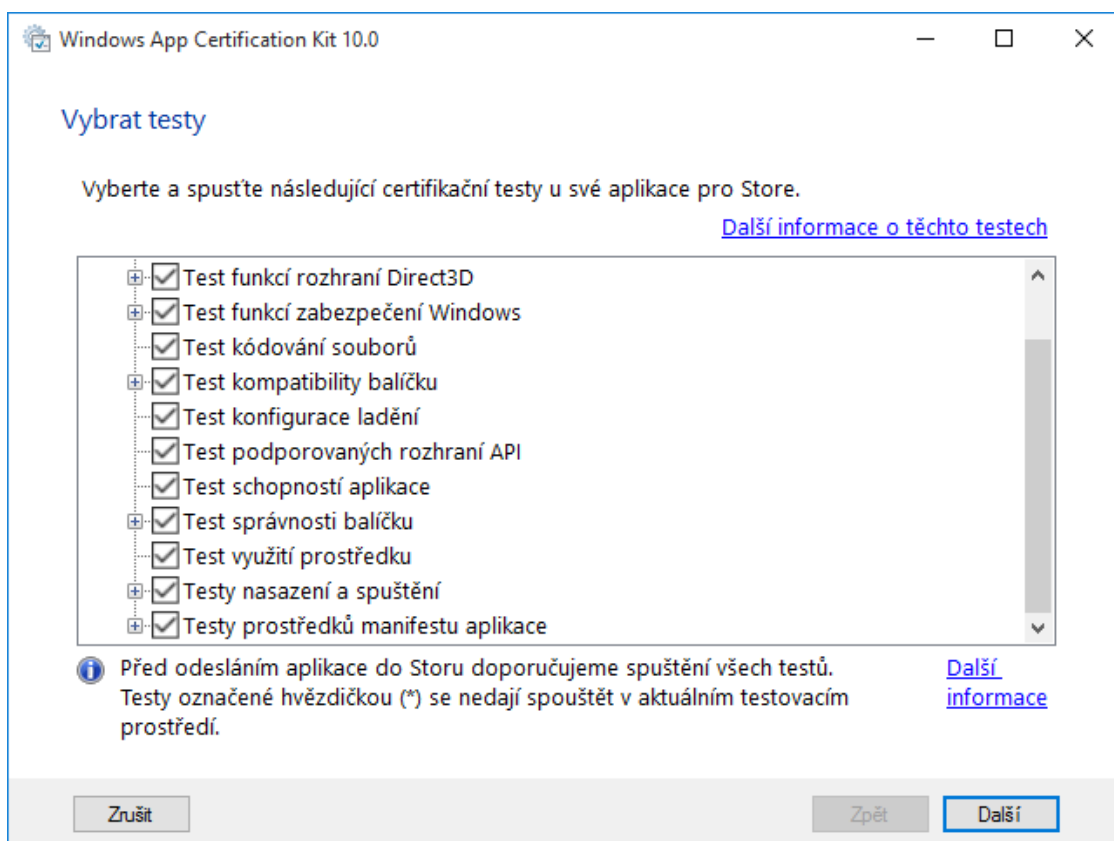 Windows App Certification Kit 10.0
Vybrat testy
Vyberte a spusťte následující certifikační testy u své aplikace pro Store.
Další informace o těchto testech
Test funkcí rozhraní Direct3D
Test funkcí zabezpečení Windows
Test kódování souborů
Test kompatibility balíčku
Test konfigurace ladění
Test podporovaných rozhraní API
Test schopností aplikace
Test správnosti balíčku
Test využití prostředku
Testy nasazení a spuštění
Testy prostředků manifestu aplikace
Před odesláním aplikace do Storu doporučujeme spuštění všech testů.
Testy označené hvězdičkou (*) se nedají spouštět v aktuálním testovacím
prostředí.
Další
informace
Zrušit
Zpět
Další